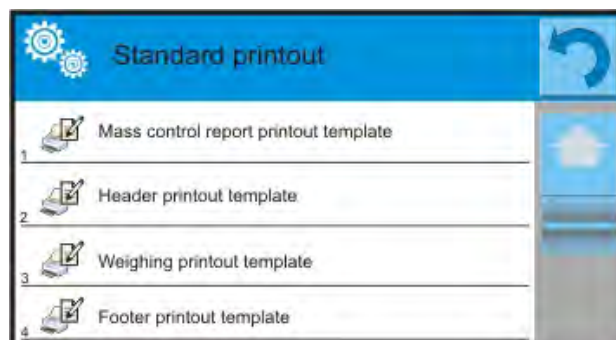 Standard printout
1 Mass control report printout template
2 Header printout template
3 Weighing printout template
4 Footer printout template